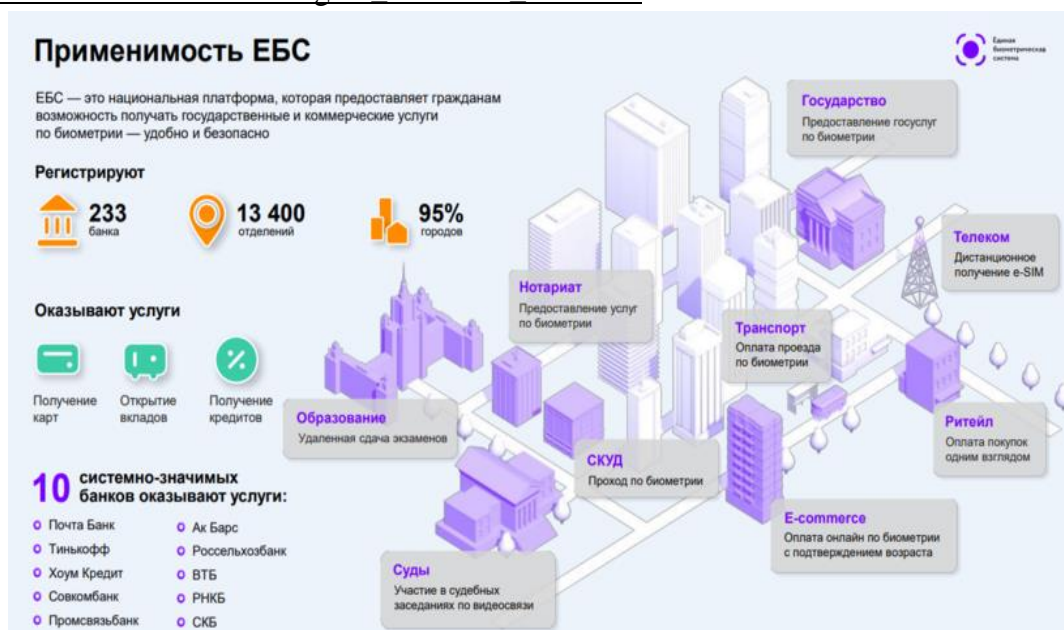 Применимость ЕБС
Единая
биометрическая
система
ЕБС — это национальная платформа, которая предоставляет гражданам
возможность получать государственные и коммерческие услуги
по биометрии — удобно и безопасно
Регистрируют
233
банка
13 400
отделений
95%
городов
Оказывают услуги
Получение
карт
Открытие
вкладов
Получение
кредитов
10 системно-значимых
банков оказывают услуги:
Почта Банк
Тинькофф
Хоум Кредит
Совкомбанк
Промсвязьбанк
Ак Барс
Россельхозбанк
ВТБ
РНКБ
СКБ
Государство
Предоставление госуслуг
по биометрии
Телеком
Дистанционное
получение e-SIM
Нотариат
Предоставление услуг
по биометрии
Транспорт
Оплата проезда
по биометрии
Образование
Удаленная сдача экзаменов
СКУД
Проход по биометрии
Ритейл
Оплата покупок
одним взглядом
E-commerce
Оплата онлайн по биометрии
с подтверждением возраста
Суды
Участие в судебных
заседаниях по видеосвязи